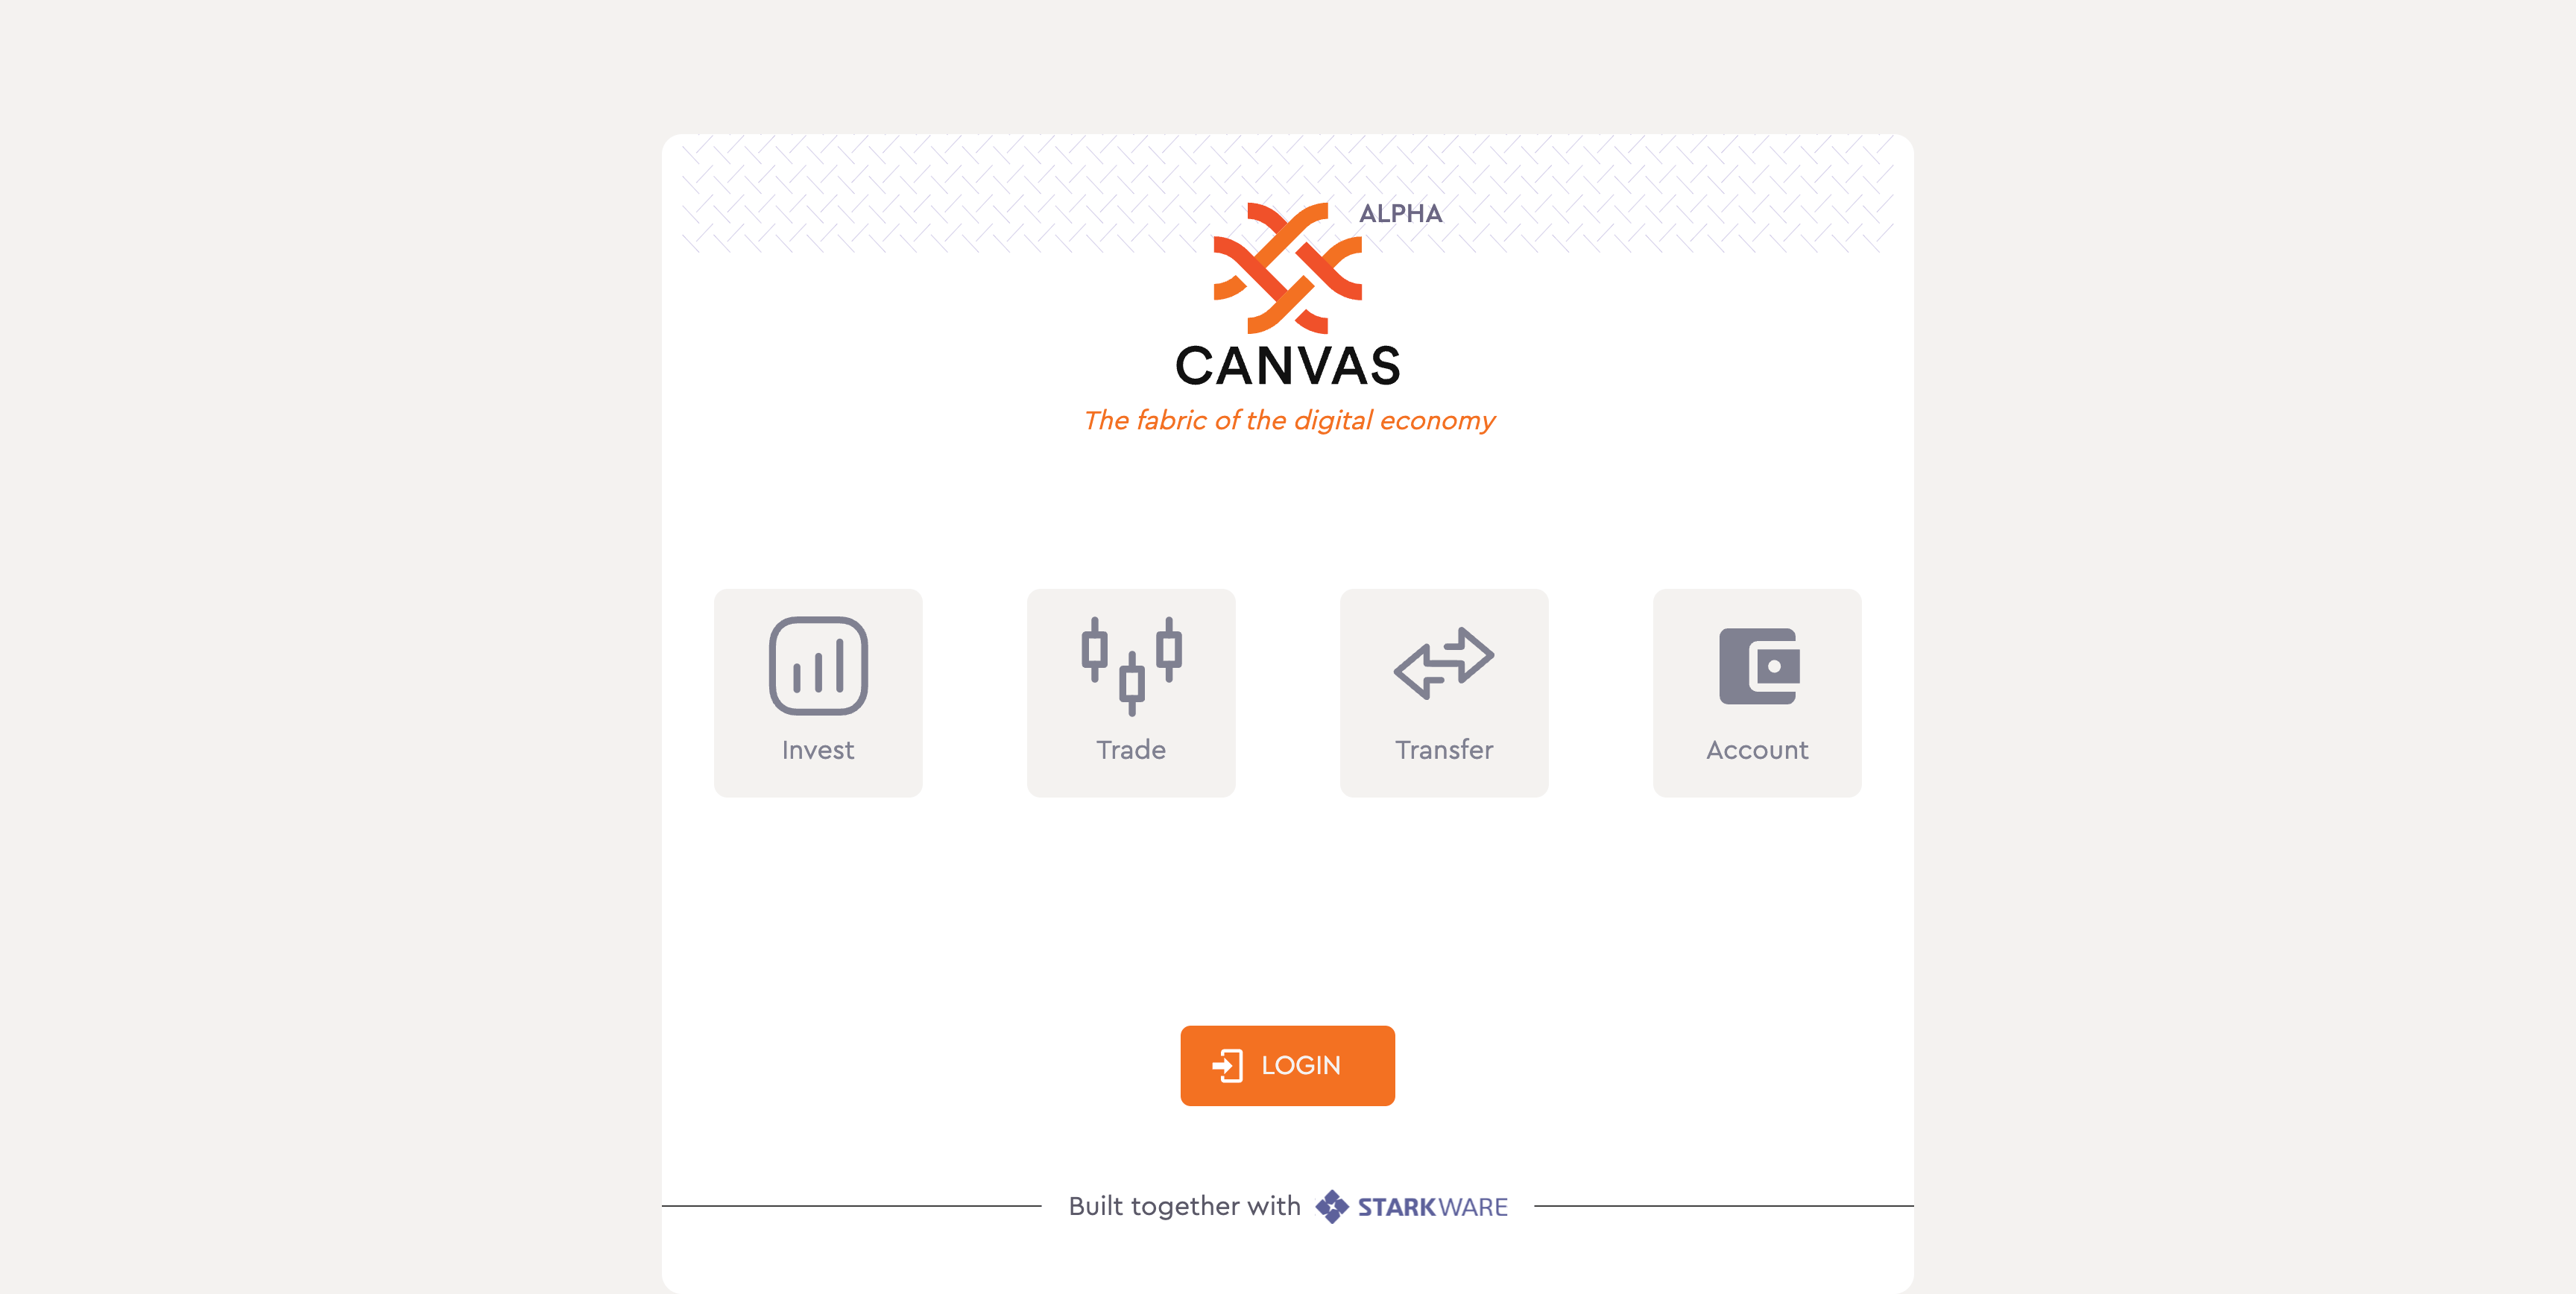 ALPHA
CANVAS
The fabric of the digital economy
Invest
Trade
Transfer
Account
LOGIN
Built together with STARKWARE